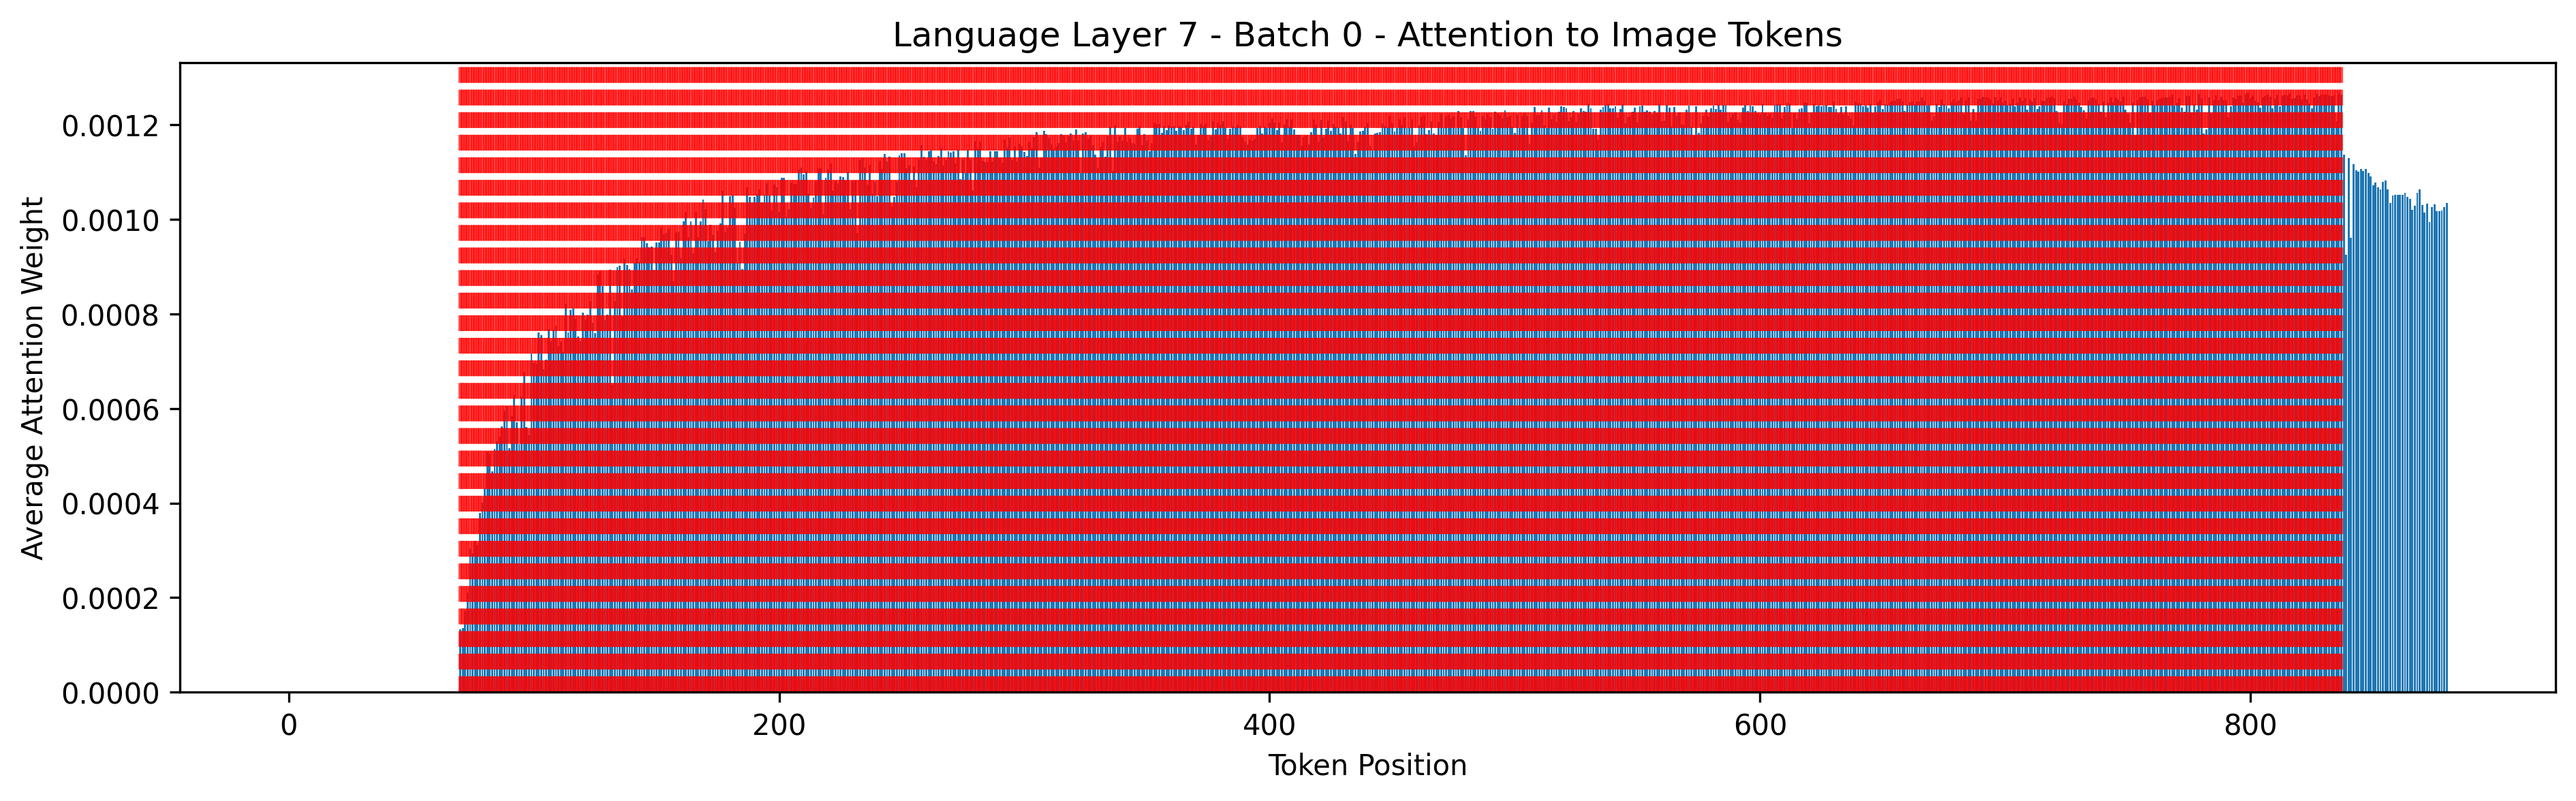 Language Layer 7 - Batch 0 - Attention to Image Tokens
Average Attention Weight
0.0012
0.0010
0.0008
0.0006
0.0004
0.0002
0.0000
0 200 400 600 800
Token Position